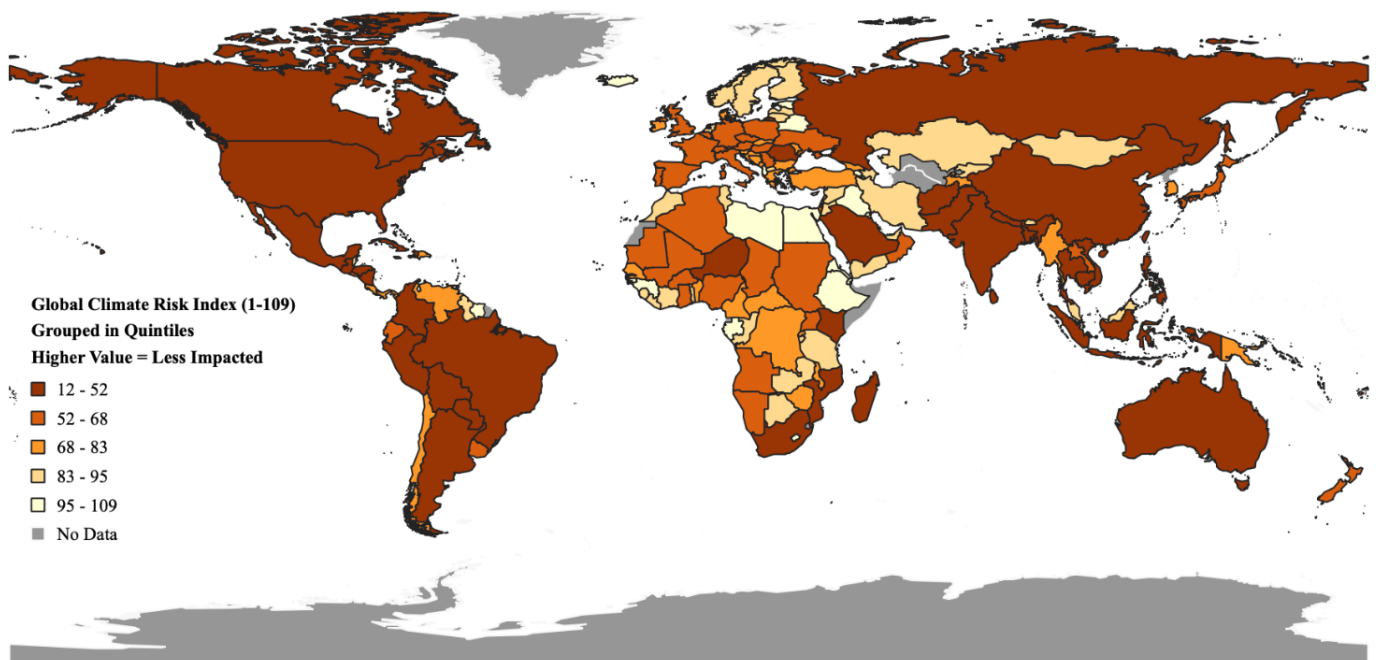 Global Climate Risk Index (1-109)
Grouped in Quintiles
Higher Value = Less Impacted
12 - 52
52 - 68
68 - 83
83 - 95
95 - 109
No Data